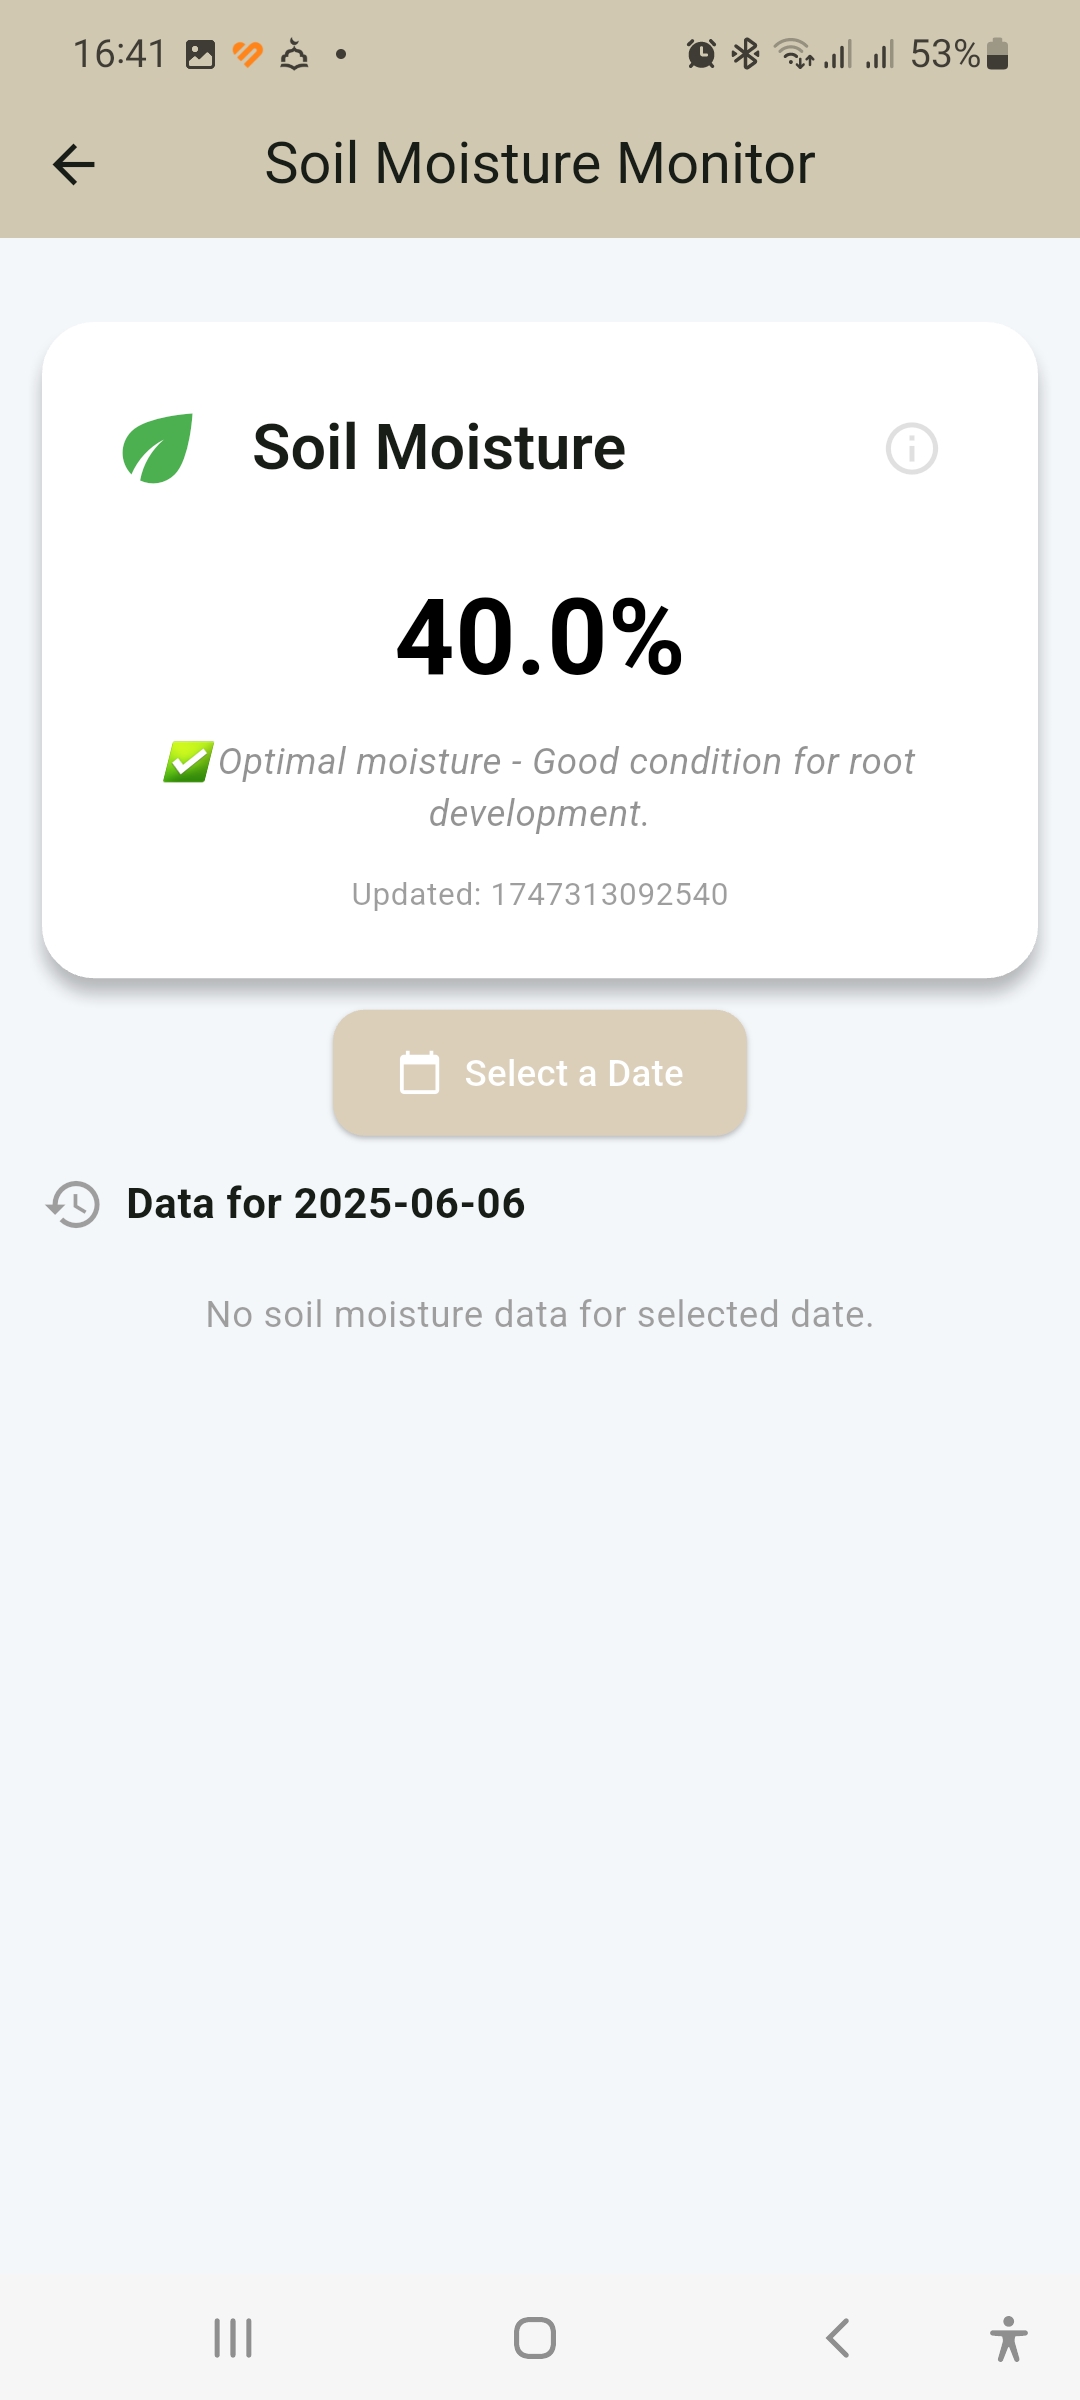 16:41
53%
Soil Moisture Monitor
Soil Moisture
40.0%
✅ Optimal moisture - Good condition for root
development.
Updated: 1747313092540
Select a Date
Data for 2025-06-06
No soil moisture data for selected date.